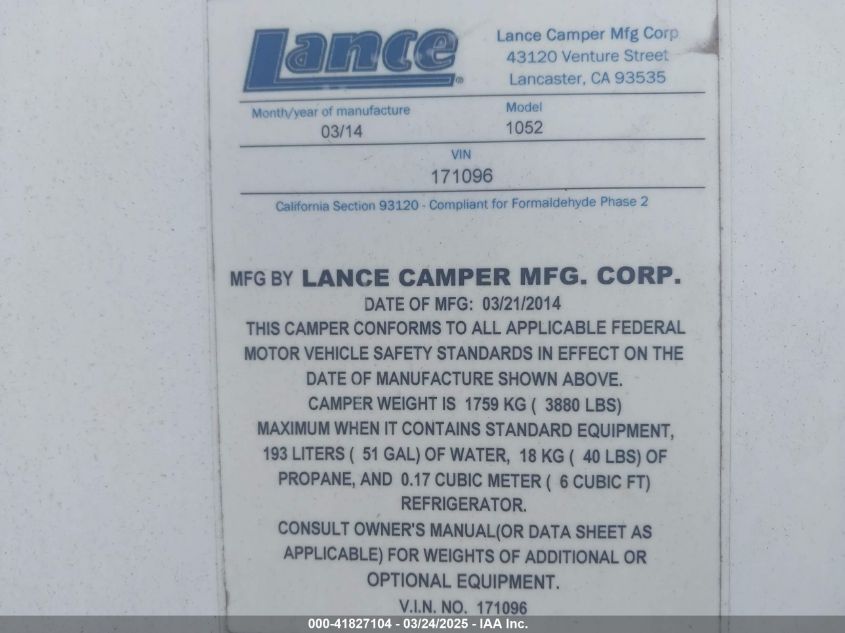 Lance®
Lance Camper Mfg Corp
43120 Venture Street
Lancaster, CA 93535
Month/year of manufacture
03/14
Model
1052
VIN
171096
California Section 93120 - Compliant for Formaldehyde Phase 2
MFG BY LANCE CAMPER MFG. CORP.
DATE OF MFG: 03/21/2014
THIS CAMPER CONFORMS TO ALL APPLICABLE FEDERAL
MOTOR VEHICLE SAFETY STANDARDS IN EFFECT ON THE
DATE OF MANUFACTURE SHOWN ABOVE.
CAMPER WEIGHT IS 1759 KG ( 3880 LBS)
MAXIMUM WHEN IT CONTAINS STANDARD EQUIPMENT,
193 LITERS ( 51 GAL) OF WATER, 18 KG ( 40 LBS) OF
PROPANE, AND 0.17 CUBIC METER ( 6 CUBIC FT)
REFRIGERATOR.
CONSULT OWNER'S MANUAL(OR DATA SHEET AS
APPLICABLE) FOR WEIGHTS OF ADDITIONAL OR
OPTIONAL EQUIPMENT.
V.I.N. NO. 171096
000-41827104 - 03/24/2025 - IAA Inc.